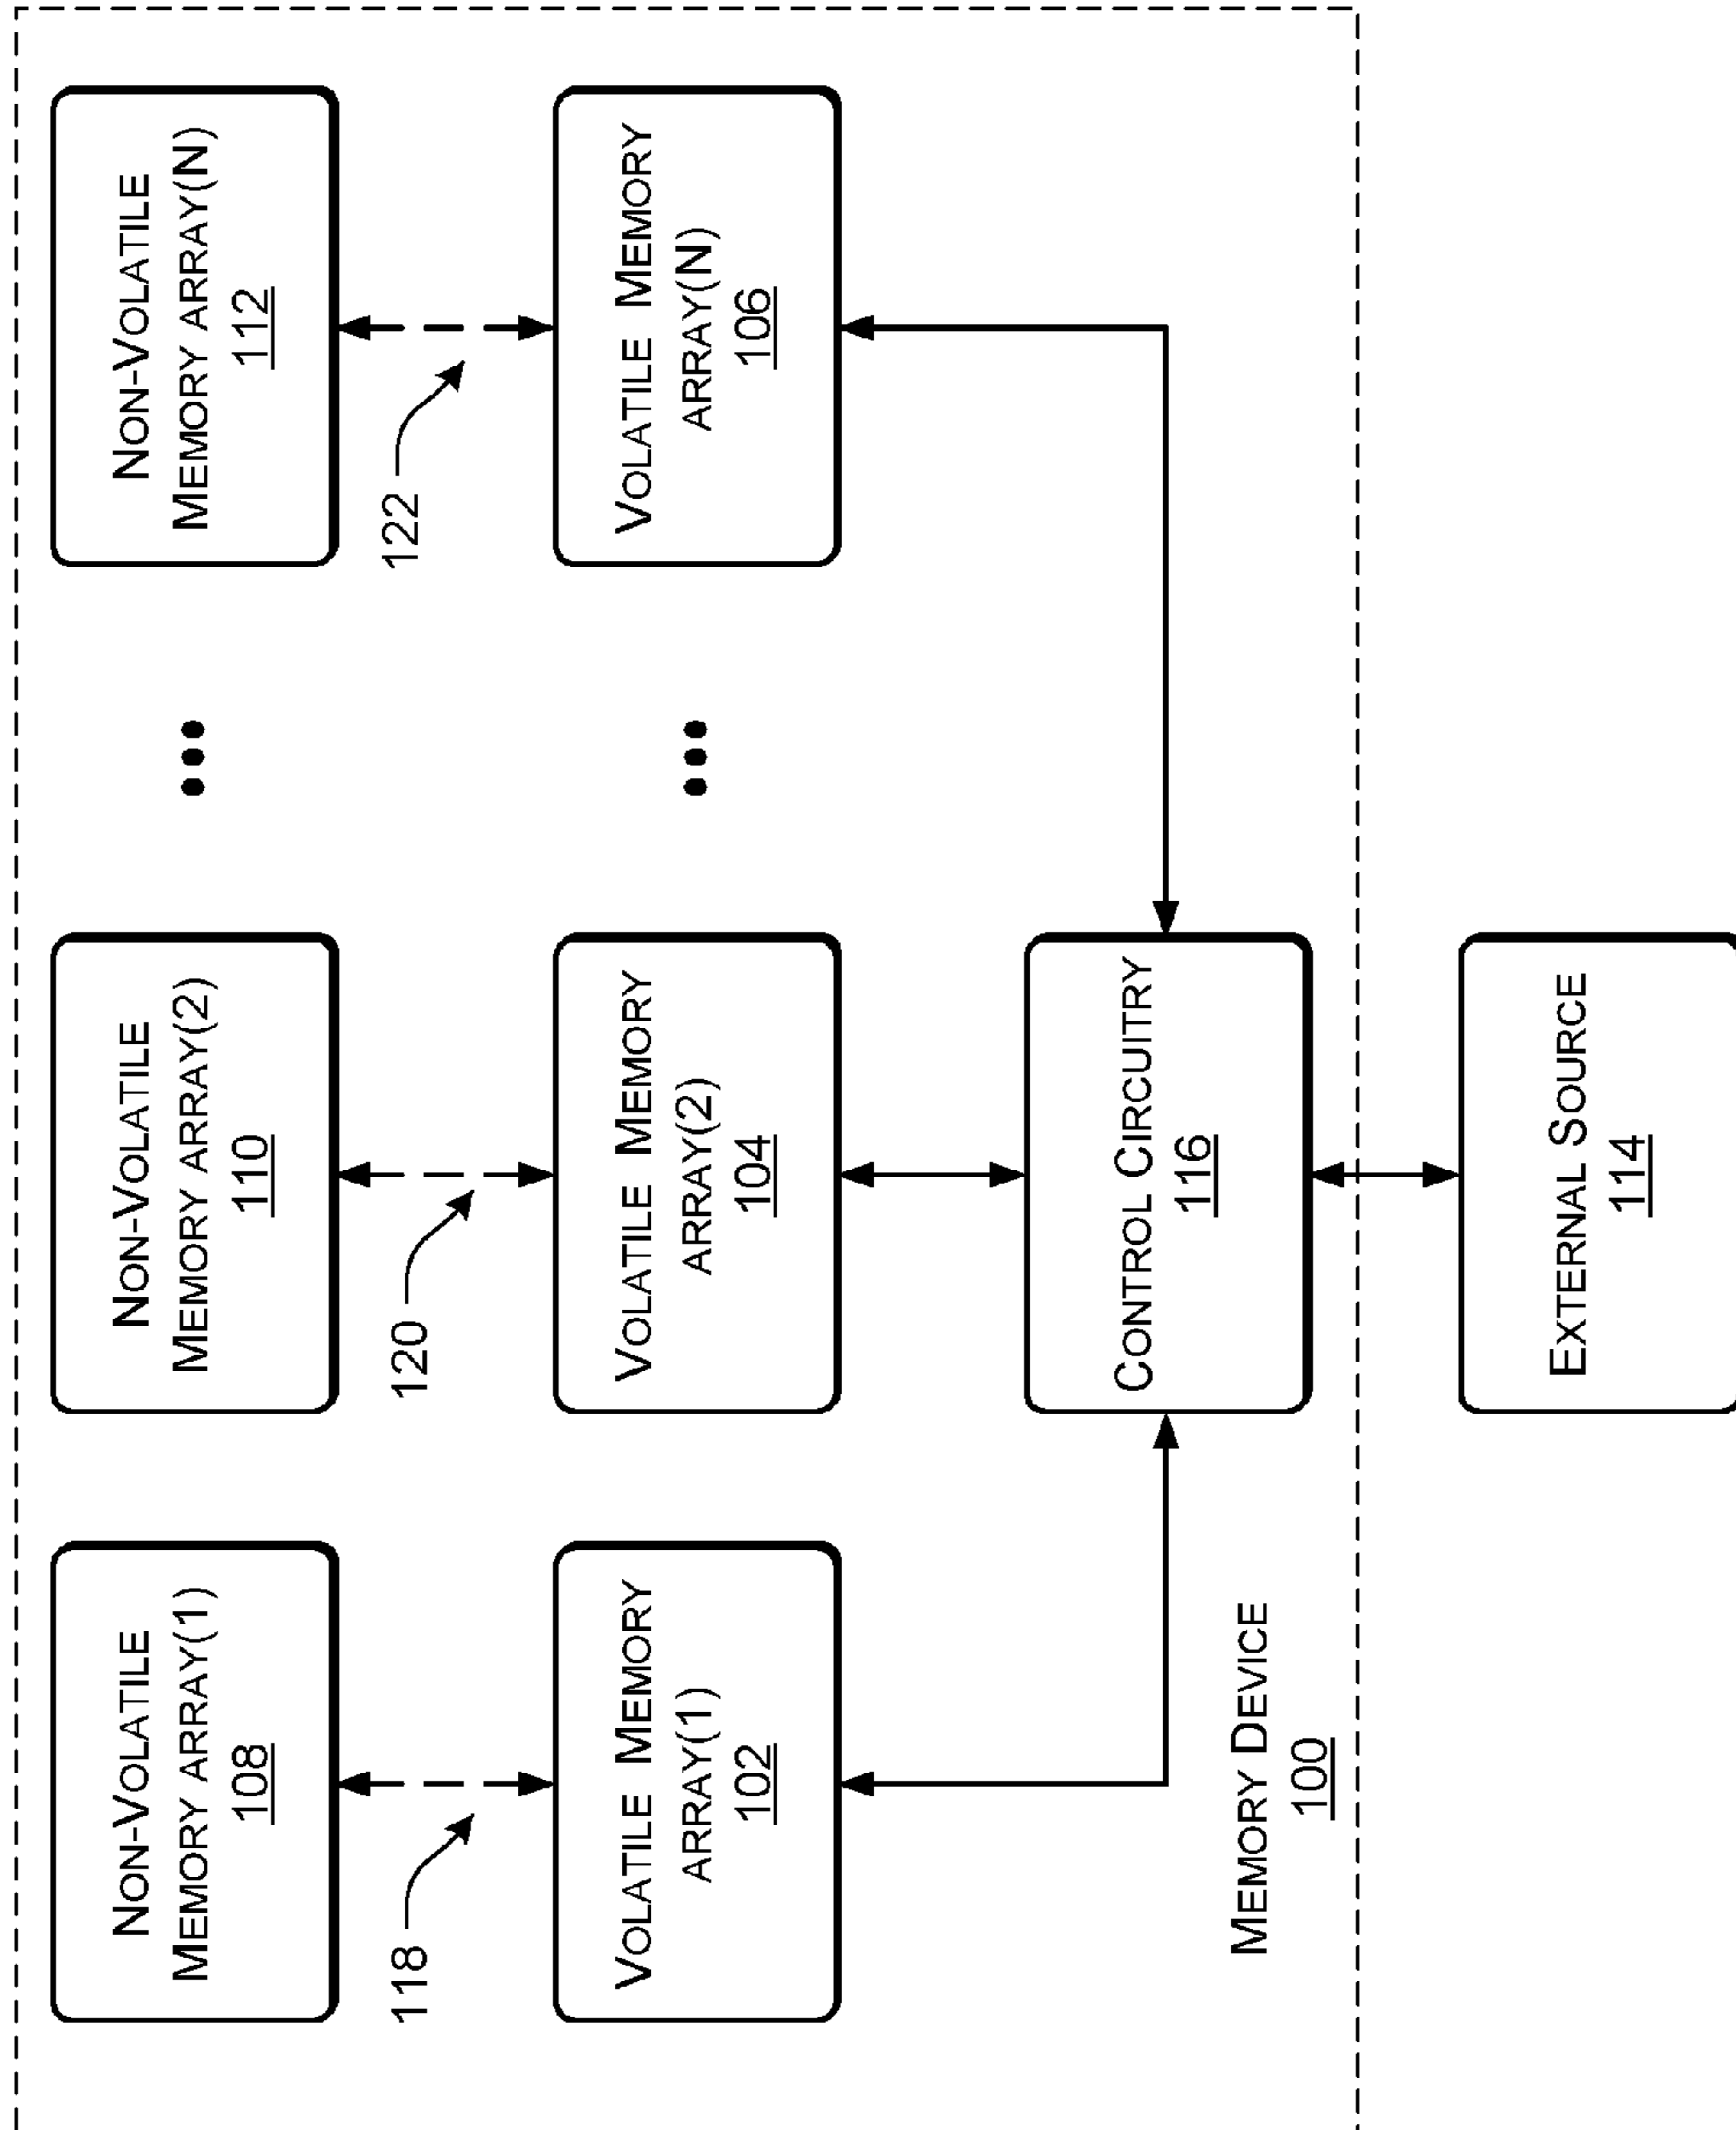 NON-VOLATILE
MEMORY ARRAY(1)
108
NON-VOLATILE
MEMORY ARRAY(2)
110
•••
NON-VOLATILE
MEMORY ARRAY(N)
112
118
120
122
VOLATILE MEMORY
ARRAY(1)
102
VOLATILE MEMORY
ARRAY(2)
104
•••
VOLATILE MEMORY
ARRAY(N)
106
CONTROL CIRCUITRY
116
MEMORY DEVICE
100
EXTERNAL SOURCE
114